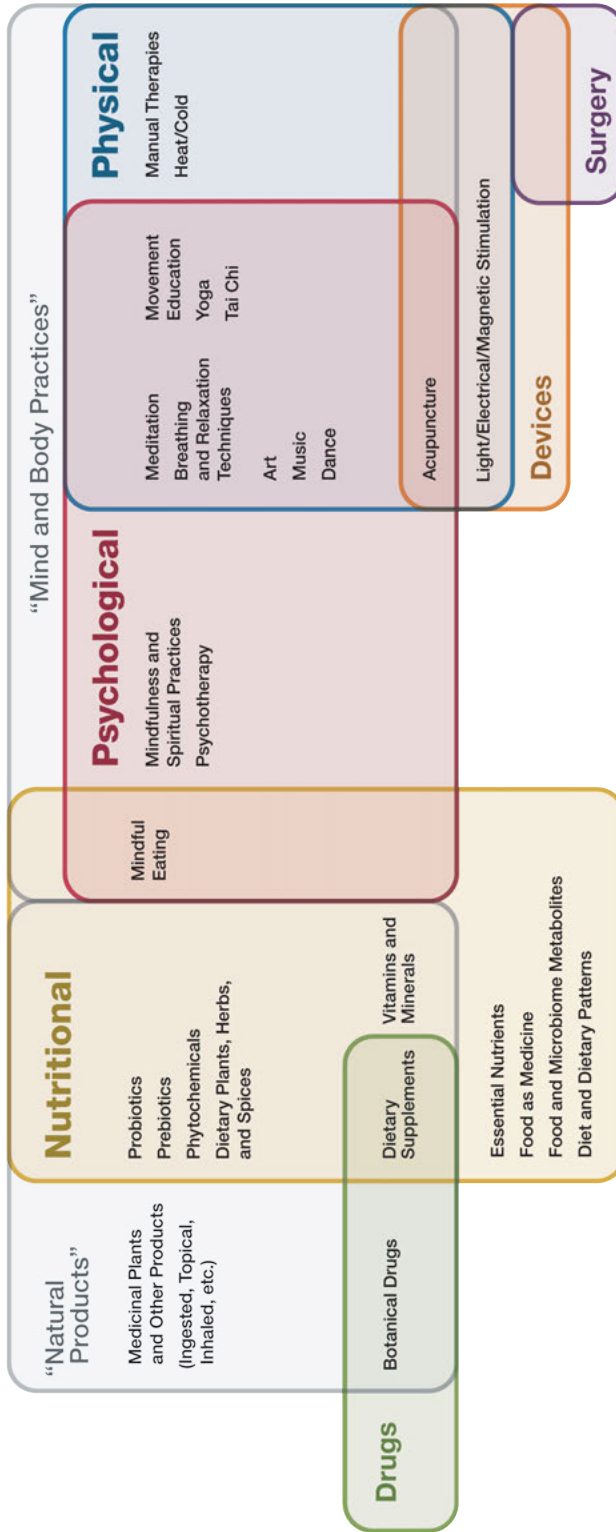 “Natural
Products”
Medicinal Plants
and Other Products
(Ingested, Topical,
Inhaled, etc.)
Drugs
Botanical Drugs
Nutritional
Probiotics
Prebiotics
Phytochemicals
Dietary Plants, Herbs,
and Spices
Dietary
Supplements
Vitamins and
Minerals
Essential Nutrients
Food as Medicine
Food and Microbiome Metabolites
Diet and Dietary Patterns
“Mind and Body Practices”
Mindful
Eating
Psychological
Mindfulness and
Spiritual Practices
Psychotherapy
Meditation
Breathing
and Relaxation
Techniques
Art
Music
Dance
Movement
Education
Yoga
Tai Chi
Physical
Manual Therapies
Heat/Cold
Acupuncture
Light/Electrical/Magnetic Stimulation
Devices
Surgery